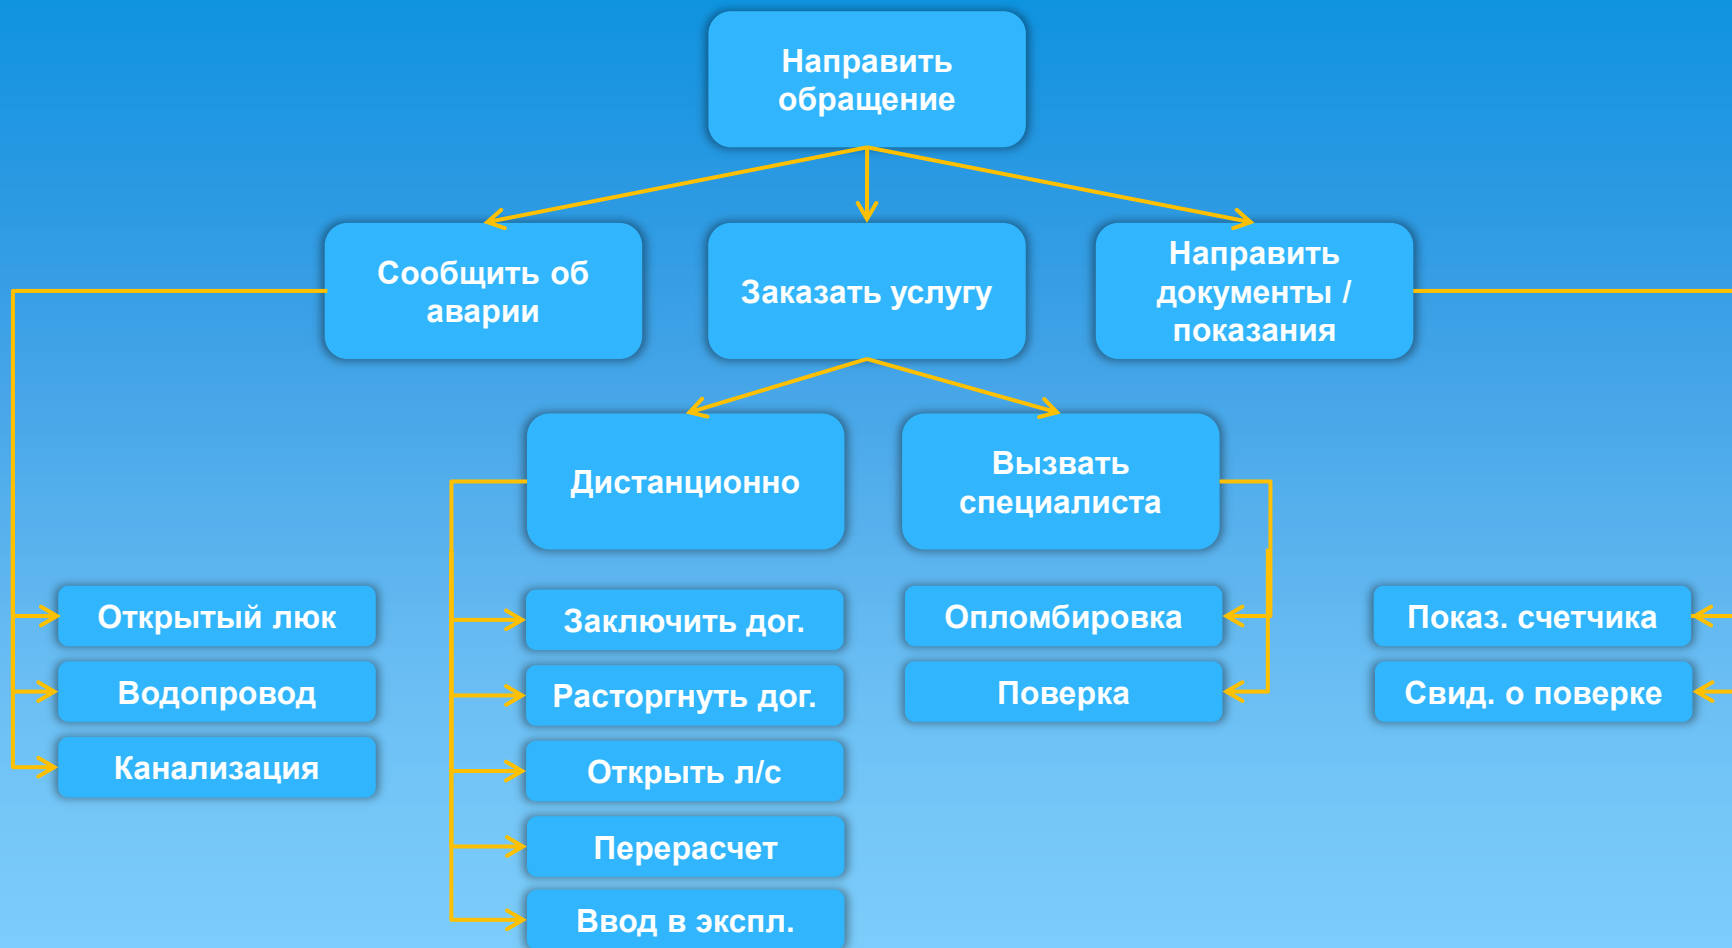 Направить
обращение
Сообщить об
аварии
Заказать услугу
Направить
документы /
показания
Дистанционно
Вызвать
специалиста
Открытый люк
Водопровод
Канализация
Заключить дог.
Расторгнуть дог.
Открыть л/с
Перерасчет
Ввод в экспл.
Опломбировка
Поверка
Показ. счетчика
Свид. о поверке